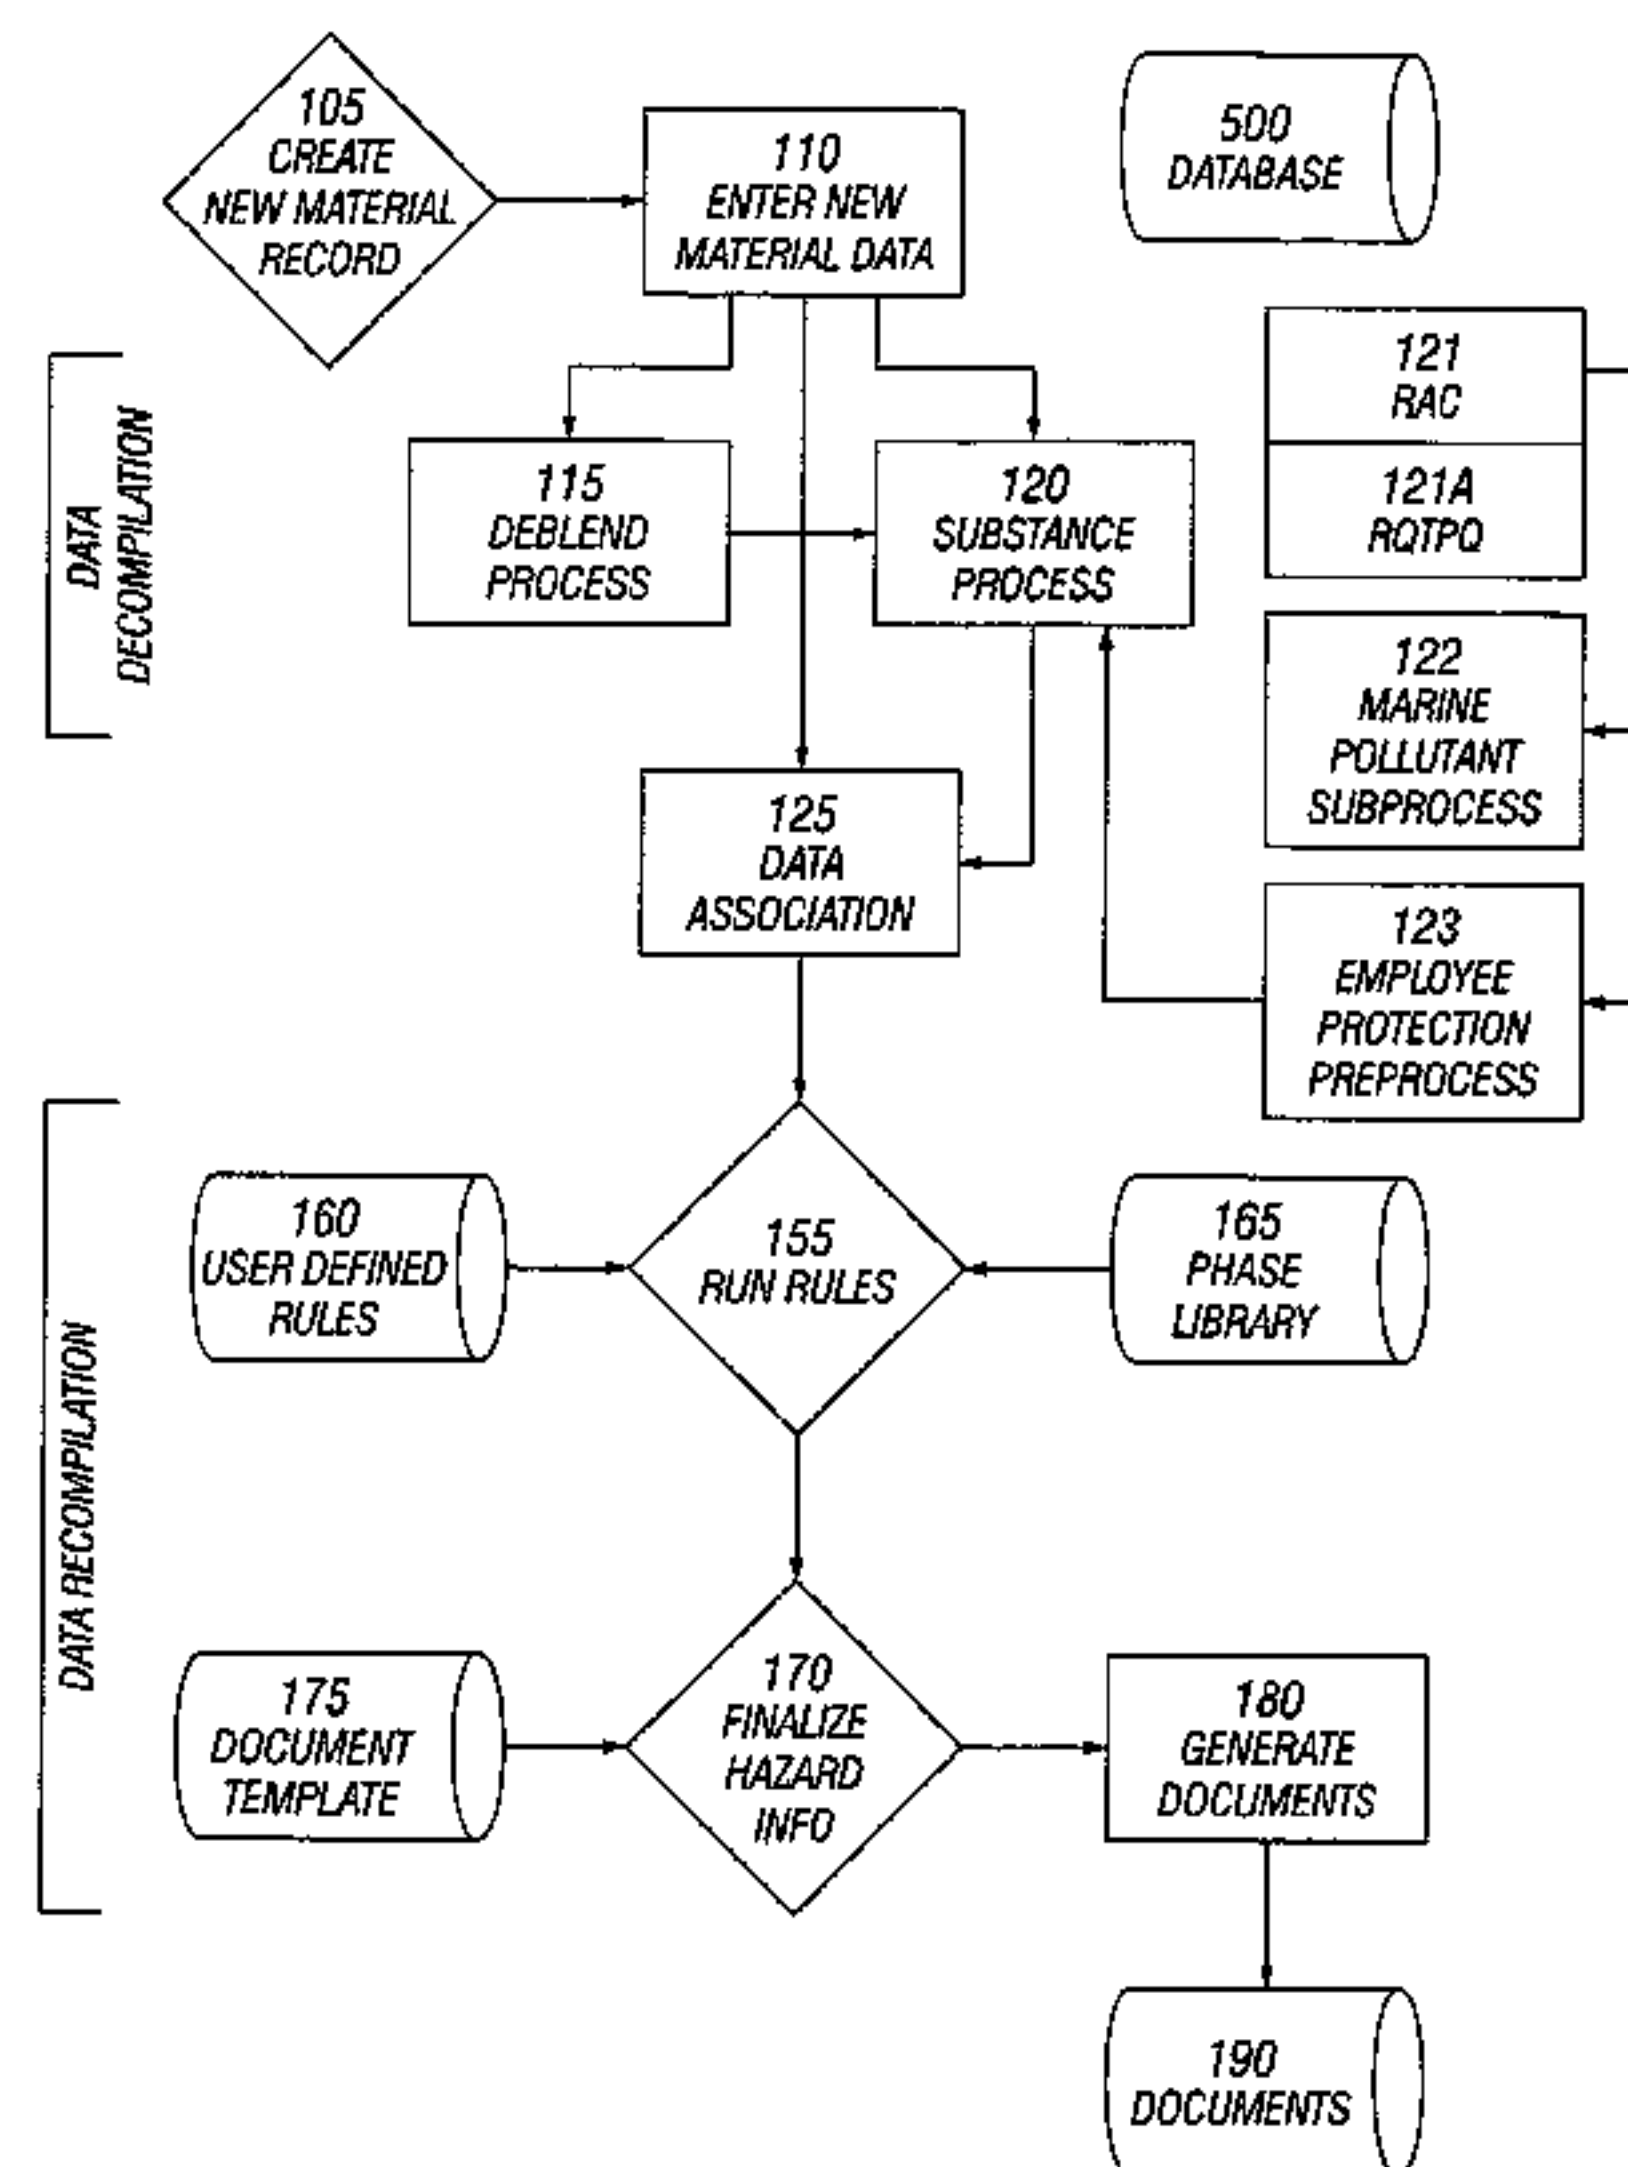 105
CREATE
NEW MATERIAL
RECORD
110
ENTER NEW
MATERIAL DATA
500
DATABASE
121
RAC
121A
RQTPQ
DATA
DECOMPILATION
115
DEBLEND
PROCESS
120
SUBSTANCE
PROCESS
122
MARINE
POLLUTANT
SUBPROCESS
125
DATA
ASSOCIATION
123
EMPLOYEE
PROTECTION
PREPROCESS
DATA RECOMPILATION
160
USER DEFINED
RULES
155
RUN RULES
165
PHASE
LIBRARY
175
DOCUMENT
TEMPLATE
170
FINALIZE
HAZARD
INFO
180
GENERATE
DOCUMENTS
190
DOCUMENTS